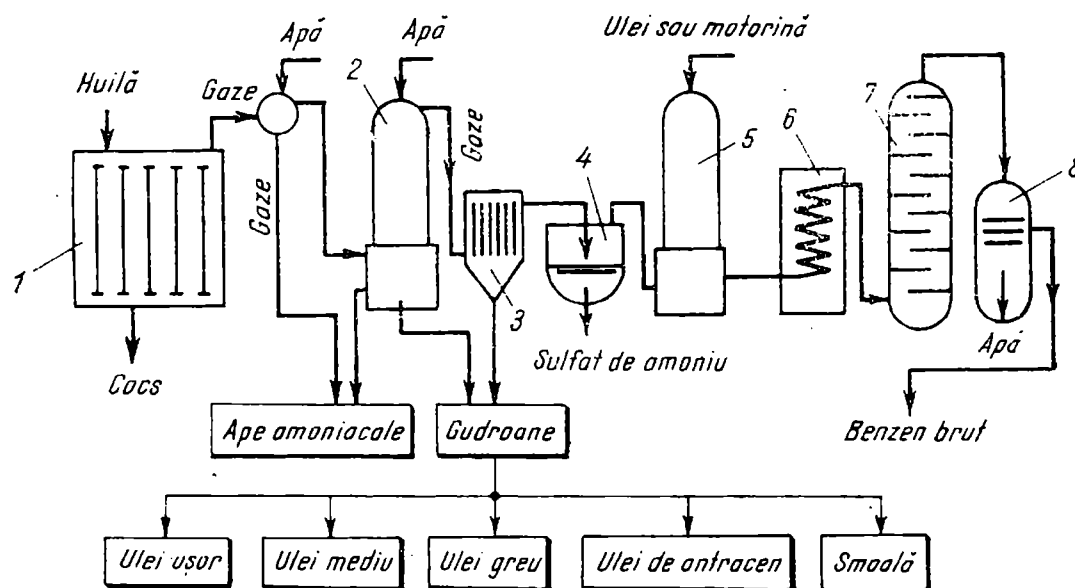 Apă
Apă
Ulei sau motorină
Huilă
Gaze
2
Gaze
Gaze
4
5
6
7
8
1
3
Cocs
Sulfat de amoniu
Apă
Benzen brut
Ape amoniacale
Gudroane
Ulei ușor
Ulei mediu
Ulei greu
Ulei de antracen
Smoală